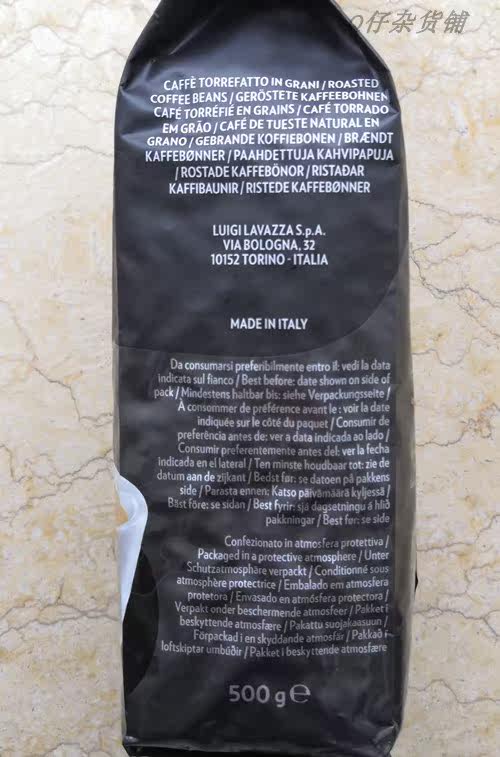 O仔杂货铺
CAFFÈ TORREFATTO IN GRANI / ROASTED
COFFEE BEANS / GERÖSTETE KAFFEEBOHNEN
CAFÉ TORRÉFIÉ EN GRAINS / CAFÉ TORRADO
EM GRÃO / CAFÉ DE TUESTE NATURAL EN
GRANO / GEBRANDE KOFFIEBONEN / BRÆNDT
KAFFEBØNNER / PAAHDETTUJA KAHVIPAPUJA
/ ROSTADE KAFFEBÖNOR / RISTAÐAR
KAFFIBAUNIR / RISTEDE KAFFEBØNNER
LUIGI LAVAZZA S.p.A.
VIA BOLOGNA, 32
10152 TORINO - ITALIA
MADE IN ITALY
Da consumarsi preferibilmente entro il: vedi la data
indicata sul fianco / Best before: date shown on side of
pack / Mindestens haltbar bis: siehe Verpackungsseite /
À consommer de préférence avant le : voir la date
indiquée sur le côté du paquet / Consumir de
preferência antes de: ver a data indicada ao lado /
Consumir preferentemente antes del: ver la fecha
indicada en el lateral / Ten minste houdbaar tot: zie de
datum aan de zijkant / Bedst før: se datoen på pakkens
side / Parasta ennen: Katso päivämäärä kyljessä /
Bäst före: se sidan / Best fyrir: sjá dagsetningu á hlið
pakkningar / Best før: se side
Confezionato in atmosfera protettiva /
Packaged in a protective atmosphere / Unter
Schutzatmosphäre verpackt / Conditionné sous
atmosphère protectrice / Embalado em atmosfera
protetora / Envasado en atmósfera protectora /
Verpakt onder beschermende atmosfeer / Pakket i
beskyttende atmosfære / Pakattu suojakaasuun /
Förpackad i en skyddande atmosfär / Pakkað í
loftskiptar umbúðir / Pakket i beskyttende atmosfære
500 g ℮